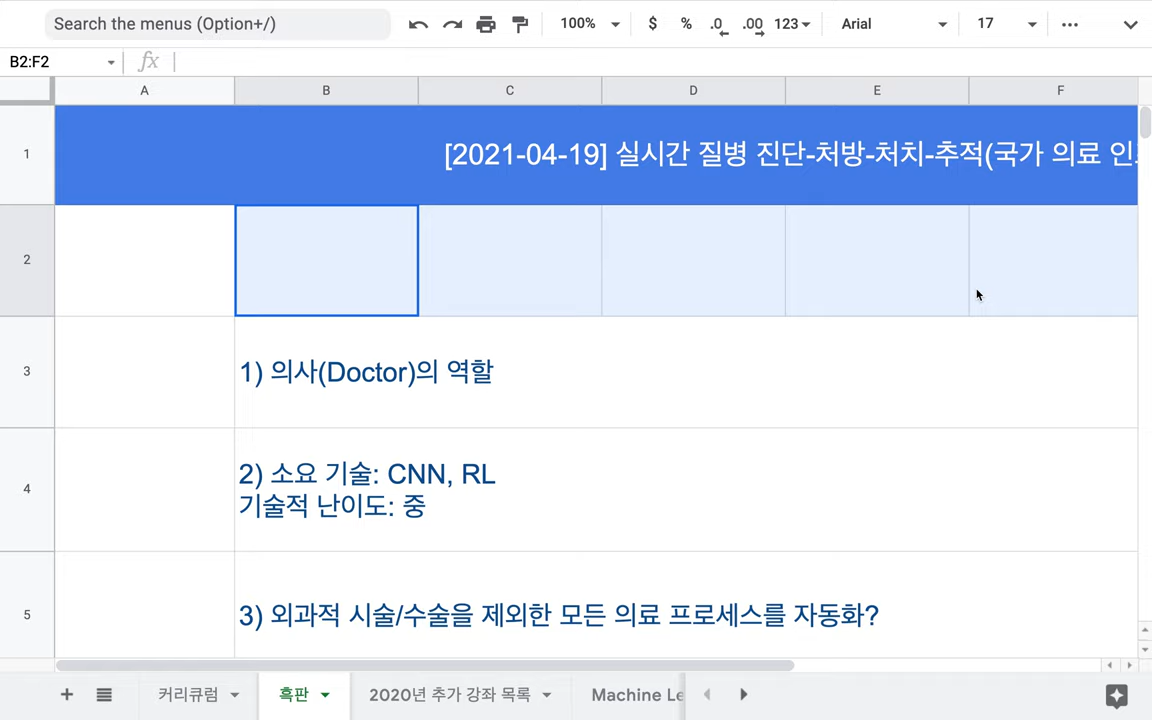 Search the menus (Option+/)
100%
$
%
.0
.00
123
Arial
17
B2:F2
fx
A
B
C
D
E
F
1
[2021-04-19] 실시간 질병 진단-처방-처치-추적(국가 의료
2
3
1) 의사(Doctor)의 역할
4
2) 소요 기술: CNN, RL
기술적 난이도: 중
5
3) 외과적 시술/수술을 제외한 모든 의료 프로세스를 자동화?
커리큐럼
흑판
2020년 추가 강좌 목록
Machine Le